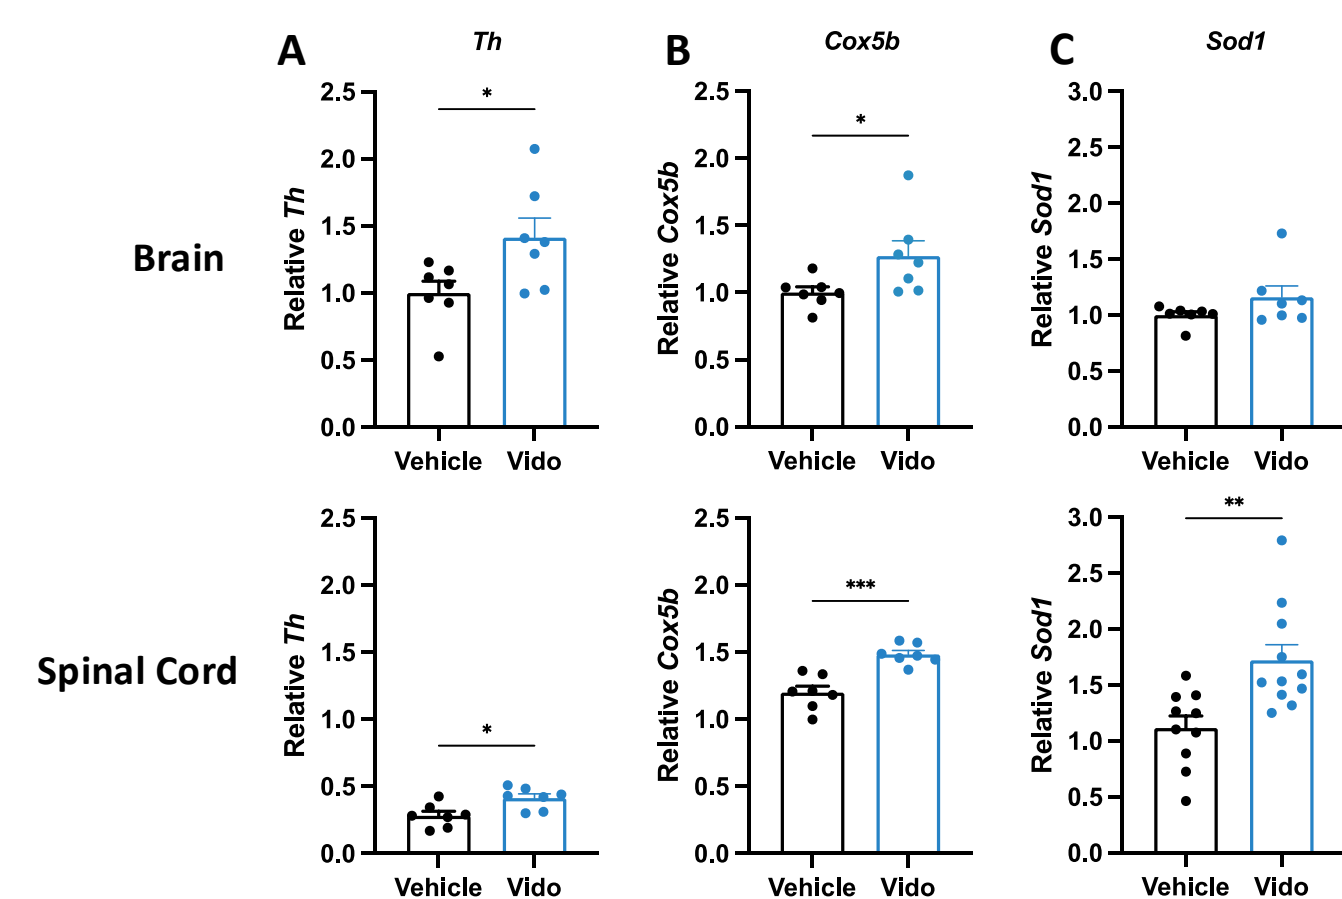 A Th
B Cox5b
C Sod1
Brain
Relative Th
2.5
2.0
1.5
1.0
0.5
0.0
*
Vehicle Vido
Relative Cox5b
2.5
2.0
1.5
1.0
0.5
0.0
*
Vehicle Vido
Relative Sod1
3.0
2.5
2.0
1.5
1.0
0.5
0.0
Vehicle Vido
Spinal Cord
Relative Th
2.5
2.0
1.5
1.0
0.5
0.0
*
Vehicle Vido
Relative Cox5b
2.5
2.0
1.5
1.0
0.5
0.0
***
Vehicle Vido
Relative Sod1
3.0
2.5
2.0
1.5
1.0
0.5
0.0
**
Vehicle Vido